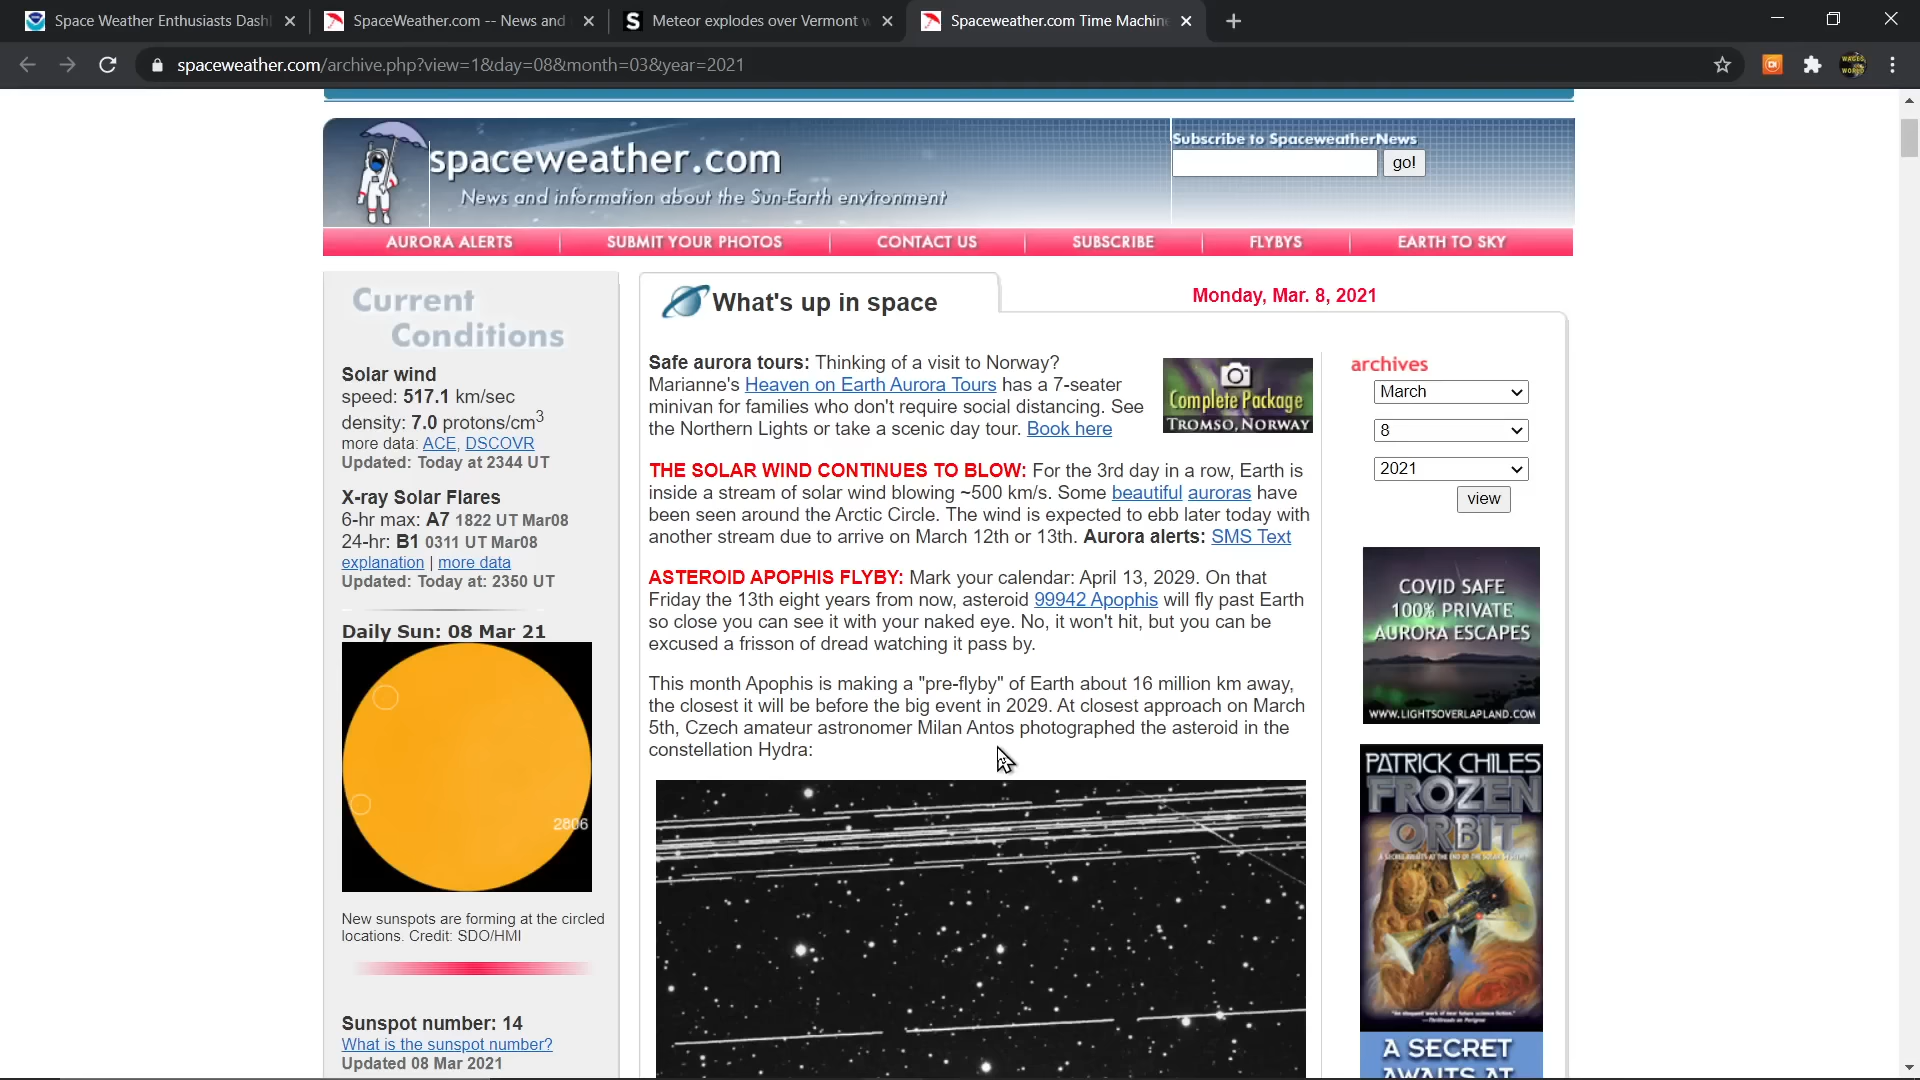 Space Weather Enthusiasts Dash
SpaceWeather.com -- News and
Meteor explodes over Vermont w
Spaceweather.com Time Machine
spaceweather.com/archive.php?view=1&day=08&month=03&year=2021
spaceweather.com
News and information about the Sun-Earth environment
Subscribe to SpaceweatherNews
go!
AURORA ALERTS
SUBMIT YOUR PHOTOS
CONTACT US
SUBSCRIBE
FLYBYS
EARTH TO SKY
Current
Conditions
Solar wind
speed: 517.1 km/sec
density: 7.0 protons/cm3
more data: ACE, DSCOVR
Updated: Today at 2344 UT
X-ray Solar Flares
6-hr max: A7 1822 UT Mar08
24-hr: B1 0311 UT Mar08
explanation | more data
Updated: Today at: 2350 UT
Daily Sun: 08 Mar 21
2806
New sunspots are forming at the circled
locations. Credit: SDO/HMI
Sunspot number: 14
What is the sunspot number?
Updated 08 Mar 2021
What's up in space
Monday, Mar. 8, 2021
Safe aurora tours: Thinking of a visit to Norway?
Marianne's Heaven on Earth Aurora Tours has a 7-seater
minivan for families who don't require social distancing. See
the Northern Lights or take a scenic day tour. Book here
Complete Package
TROMSO, NORWAY
THE SOLAR WIND CONTINUES TO BLOW: For the 3rd day in a row, Earth is
inside a stream of solar wind blowing ~500 km/s. Some beautiful auroras have
been seen around the Arctic Circle. The wind is expected to ebb later today with
another stream due to arrive on March 12th or 13th. Aurora alerts: SMS Text
ASTEROID APOPHIS FLYBY: Mark your calendar: April 13, 2029. On that
Friday the 13th eight years from now, asteroid 99942 Apophis will fly past Earth
so close you can see it with your naked eye. No, it won't hit, but you can be
excused a frisson of dread watching it pass by.
This month Apophis is making a "pre-flyby" of Earth about 16 million km away,
the closest it will be before the big event in 2029. At closest approach on March
5th, Czech amateur astronomer Milan Antos photographed the asteroid in the
constellation Hydra:
archives
March
8
2021
view
COVID SAFE
100% PRIVATE
AURORA ESCAPES
WWW.LIGHTSOVERLAPLAND.COM
PATRICK CHILES
FROZEN
ORBIT
A SECRET AWAITS AT THE END OF THE SOLAR SYSTEM
A SECRET
AWAITS AT